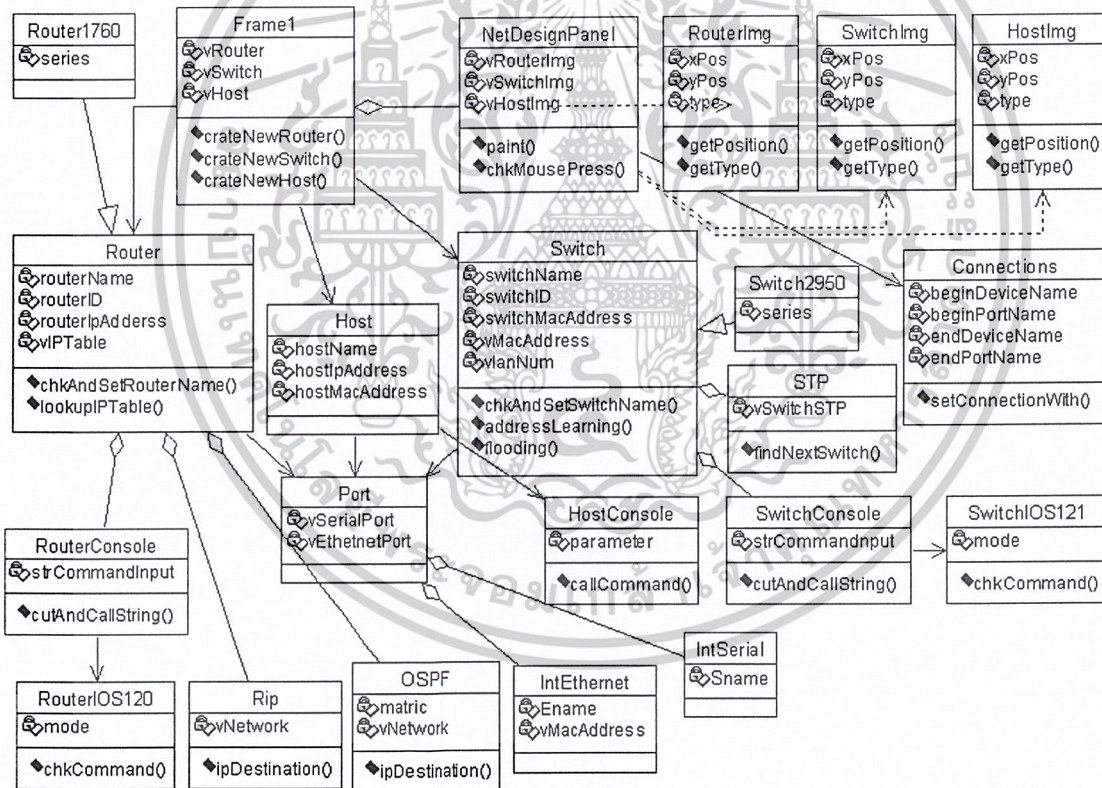 Router1760
series
Frame1
vRouter
vSwitch
vHost
crateNewRouter()
crateNewSwitch()
crateNewHost()
NetDesignPanel
vRouterImg
vSwitchImg
vHostImg
paint()
chkMousePress()
RouterImg
xPos
yPos
type
getPosition()
getType()
SwitchImg
xPos
yPos
type
getPosition()
getType()
HostImg
xPos
yPos
type
getPosition()
getType()
Router
routerName
routerID
routerIpAdderss
vIPTable
chkAndSetRouterName()
lookupIPTable()
Host
hostName
hostIpAddress
hostMacAddress
Switch
switchName
switchID
switchMacAddress
vMacAddress
vlanNum
chkAndSetSwitchName()
addressLearning()
flooding()
Switch2950
series
Connections
beginDeviceName
beginPortName
endDeviceName
endPortName
setConnectionWith()
STP
vSwitchSTP
findNextSwitch()
Port
vSerialPort
vEthetnetPort
HostConsole
parameter
callCommand()
SwitchConsole
strCommandInput
cutAndCallString()
SwitchIOS121
mode
chkCommand()
RouterConsole
strCommandInput
cutAndCallString()
RouterIOS120
mode
chkCommand()
Rip
vNetwork
ipDestination()
OSPF
matric
vNetwork
ipDestination()
IntEthernet
Ename
vMacAddress
IntSerial
Sname